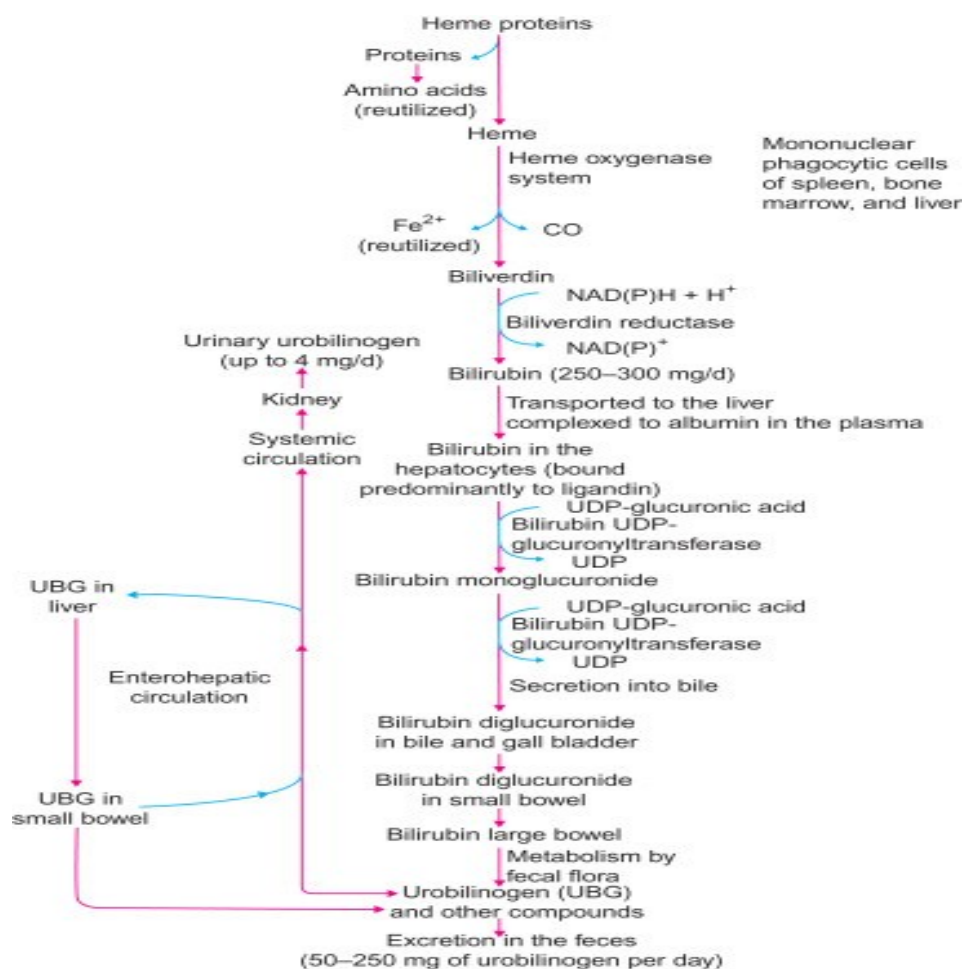 Heme proteins
Proteins
Amino acids
(reutilized)
Heme
Heme oxygenase
system
Mononuclear
phagocytic cells
of spleen, bone
marrow, and liver
Fe²⁺
(reutilized)
CO
Biliverdin
NAD(P)H + H⁺
Biliverdin reductase
NAD(P)⁺
Bilirubin (250–300 mg/d)
Transported to the liver
complexed to albumin in the plasma
Bilirubin in the
hepatocytes (bound
predominantly to ligandin)
UDP-glucuronic acid
Bilirubin UDP-
glucuronyltransferase
UDP
Bilirubin monoglucuronide
UDP-glucuronic acid
Bilirubin UDP-
glucuronyltransferase
UDP
Secretion into bile
Bilirubin diglucuronide
in bile and gall bladder
Bilirubin diglucuronide
in small bowel
Bilirubin large bowel
Metabolism by
fecal flora
Urobilinogen (UBG)
and other compounds
Excretion in the feces
(50–250 mg of urobilinogen per day)
Urinary urobilinogen
(up to 4 mg/d)
Kidney
Systemic
circulation
UBG in
liver
Enterohepatic
circulation
UBG in
small bowel